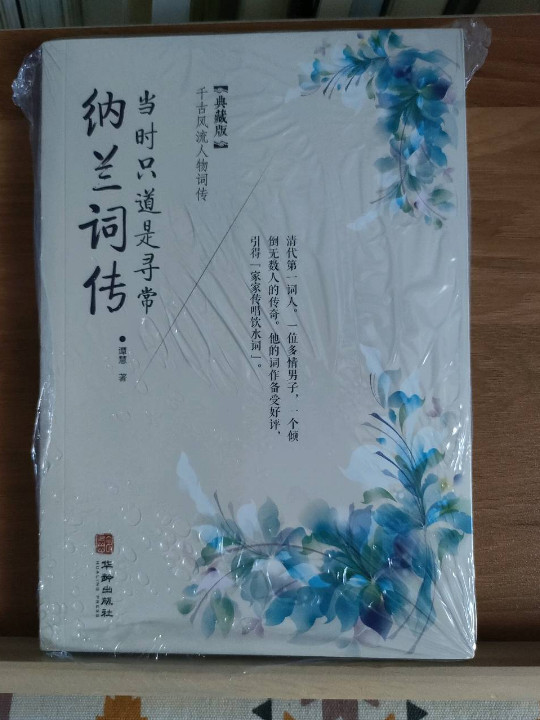 【典藏版】
千古风流人物词传
当时只道是寻常
纳兰词传
●谭慧 著
清代第一词人。一位多情男子，一个倾
倒无数人的传奇。他的词作备受好评，
引得「家家传唱饮水词」。
华龄出版社
HUALING PRESS